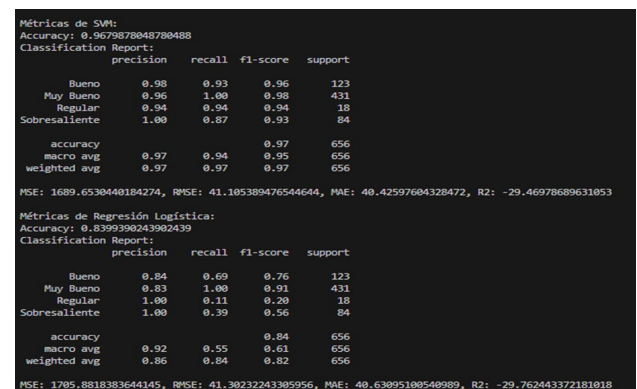 Métricas de SVM:
Accuracy: 0.9679878048780488
Classification Report:
precision recall f1-score support
Bueno 0.98 0.93 0.96 123
Muy Bueno 0.96 1.00 0.98 431
Regular 0.94 0.94 0.94 18
Sobresaliente 1.00 0.87 0.93 84
accuracy 0.97 656
macro avg 0.97 0.94 0.95 656
weighted avg 0.97 0.97 0.97 656
MSE: 1689.6530440184274, RMSE: 41.105389476544644, MAE: 40.42597604328472, R2: -29.46978689631053
Métricas de Regresión Logística:
Accuracy: 0.8399390243902439
Classification Report:
precision recall f1-score support
Bueno 0.84 0.69 0.76 123
Muy Bueno 0.83 1.00 0.91 431
Regular 1.00 0.11 0.20 18
Sobresaliente 1.00 0.39 0.56 84
accuracy 0.84 656
macro avg 0.92 0.55 0.61 656
weighted avg 0.86 0.84 0.82 656
MSE: 1705.8818383644145, RMSE: 41.30232243305956, MAE: 40.63095100540989, R2: -29.762443372181018